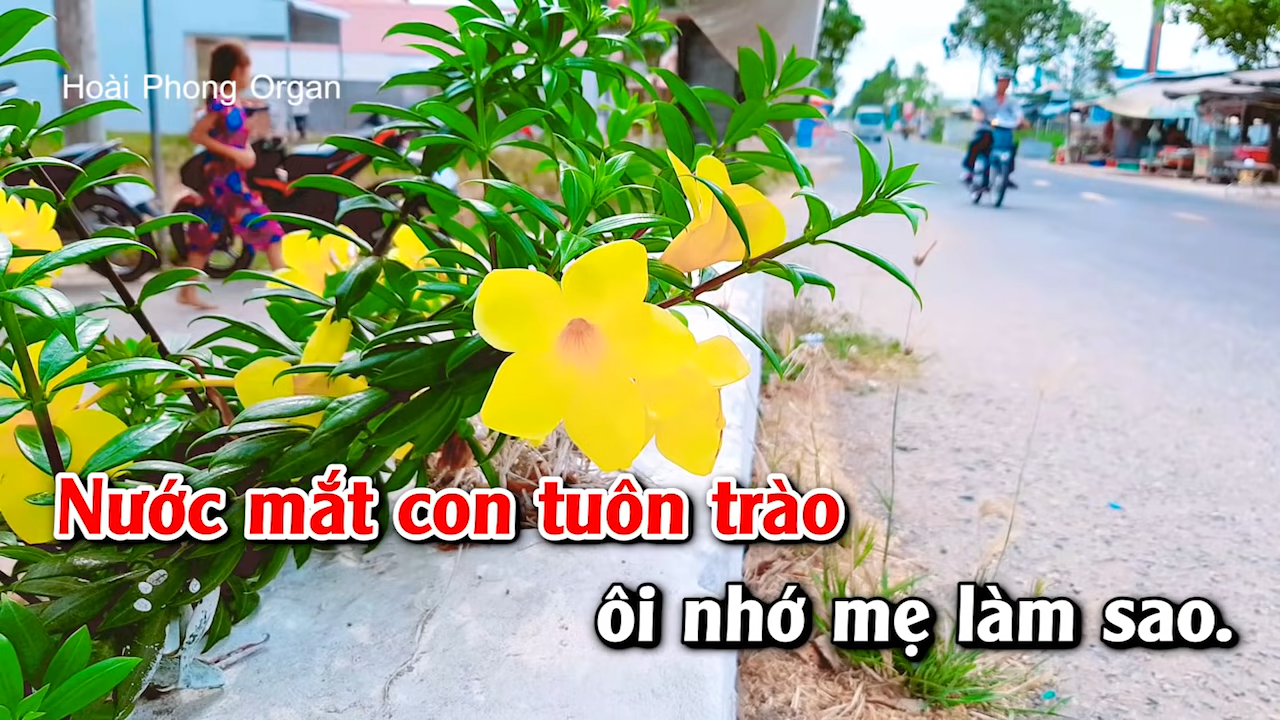 Hoài Phong Organ
Nước mắt con tuôn trào
ôi nhớ mẹ làm sao.